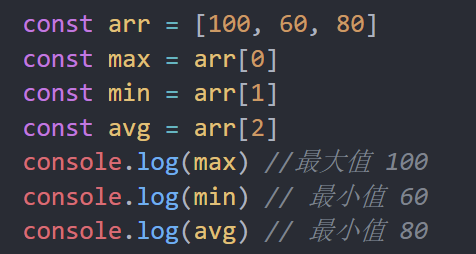 const arr = [100, 60, 80]
const max = arr[0]
const min = arr[1]
const avg = arr[2]
console.log(max) //最大值 100
console.log(min) // 最小值 60
console.log(avg) // 最小值 80